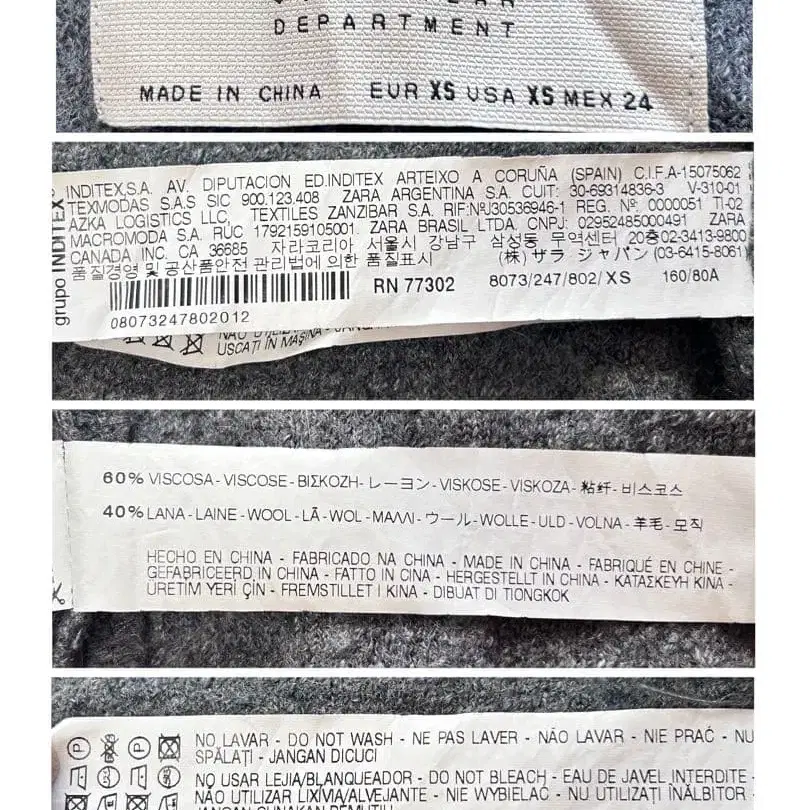 DEPARTMENT
MADE IN CHINA EUR XS USA XS MEX 24
grupo INDITEX
INDITEX,S.A. AV. DIPUTACION ED.INDITEX ARTEIXO A CORUÑA (SPAIN) C.I.F.A-15075062
TEXMODAS S.A.S SIC 900.123.408 ZARA ARGENTINA S.A. CUIT: 30-69314836-3 V-310-01
AZKA LOGISTICS LLC, TEXTILES ZANZIBAR S.A. RIF:NºJ30536946-1 REG. Nº. 0000051 TI-02
MACROMODA S.A. RUC 1792159105001. ZARA BRASIL LTDA. CNPJ: 02952485000491 ZARA
CANADA INC. CA 36685 자라코리아 서울시 강남구 삼성동 무역센터 20층02-3413-9800
품질경영 및 공산품안전 관리법에 의한 품질표시 (株) ザラ ジャパン (03-6415-8061)
RN 77302 8073/247/802/XS 160/80A
08073247802012
USCAȚI ÎN MAȘINA
60% VISCOSA-VISCOSE-ΒΙΣΚΟΖΗ-レーヨン-VISKOSE-VISKOZA-粘纤-비스코스
40% LANA-LAINE-WOOL-LÃ-WOL-ΜΑΛΛΙ-ウール-WOLLE-ULD-VOLNA-羊毛-모직
HECHO EN CHINA - FABRICADO NA CHINA - MADE IN CHINA - FABRIQUÉ EN CHINE -
GEFABRICEERD IN CHINA - FATTO IN CINA - HERGESTELLT IN CHINA - ΚΑΤΑΣΚΕΥΗ ΚΙΝΑ -
ÜRETIM YERİ ÇİN - FREMSTILLET I KINA - DIBUAT DI TIONGKOK
NO LAVAR - DO NOT WASH - NE PAS LAVER - NÃO LAVAR - NIE PRAĆ - NU
SPĂLAȚI - JANGAN DICUCI
NO USAR LEJIA/BLANQUEADOR - DO NOT BLEACH - EAU DE JAVEL INTERDITE -
NÃO UTILIZAR LIXÍVIA/ALVEJANTE - NIE WYBIELAĆ - NU UTILIZAȚI ÎNĂLBITOR -